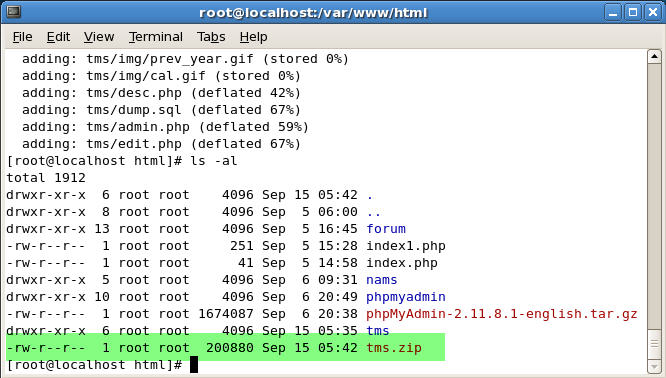 root@localhost:/var/www/html
File Edit View Terminal Tabs Help
  adding: tms/img/prev_year.gif (stored 0%)
  adding: tms/img/cal.gif (stored 0%)
  adding: tms/desc.php (deflated 42%)
  adding: tms/dump.sql (deflated 67%)
  adding: tms/admin.php (deflated 59%)
  adding: tms/edit.php (deflated 67%)
[root@localhost html]# ls -al
total 1912
drwxr-xr-x  6 root root    4096 Sep 15 05:42 .
drwxr-xr-x  8 root root    4096 Sep  5 06:00 ..
drwxr-xr-x 13 root root    4096 Sep  5 16:45 forum
-rw-r--r--  1 root root     251 Sep  5 15:28 index1.php
-rw-r--r--  1 root root      41 Sep  5 14:58 index.php
drwxr-xr-x  5 root root    4096 Sep  6 09:31 nams
drwxr-xr-x 10 root root    4096 Sep  6 20:49 phpmyadmin
-rw-r--r--  1 root root 1674087 Sep  6 20:38 phpMyAdmin-2.11.8.1-english.tar.gz
drwxr-xr-x  6 root root    4096 Sep 15 05:35 tms
-rw-r--r--  1 root root  200880 Sep 15 05:42 tms.zip
[root@localhost html]#